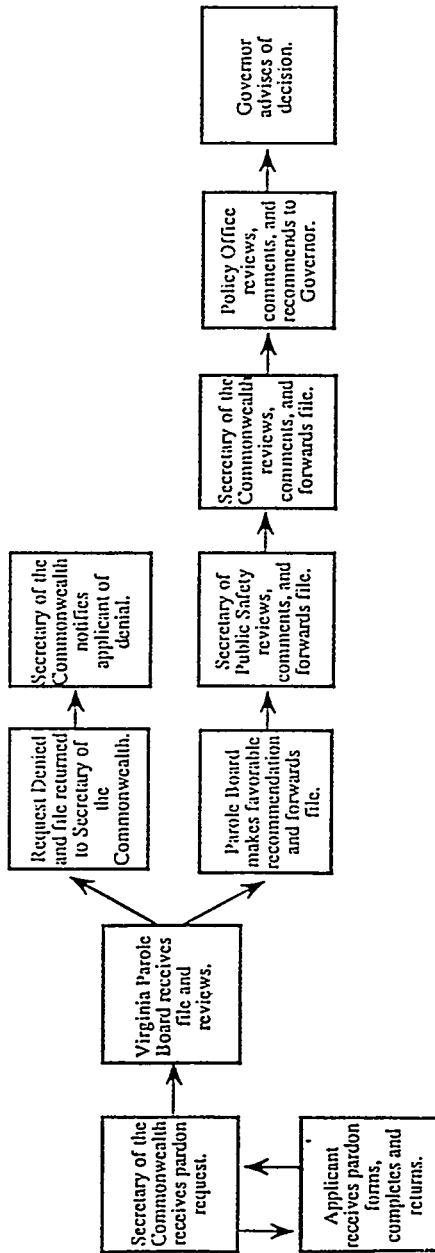 Secretary of the
Commonwealth
receives pardon
request.
Applicant
receives pardon
forms,
completes and
returns.
Virginia Parole
Board receives
file and
reviews.
Request Denied
and file returned
to Secretary of
the
Commonwealth.
Secretary of the
Commonwealth
notifies
applicant of
denial.
Parole Board
makes favorable
recommendation
and forwards
file.
Secretary of
Public Safety
reviews,
comments, and
forwards file.
Secretary of the
Commonwealth
reviews,
comments, and
forwards file.
Policy Office
reviews,
comments, and
recommends to
Governor.
Governor
advises of
decision.